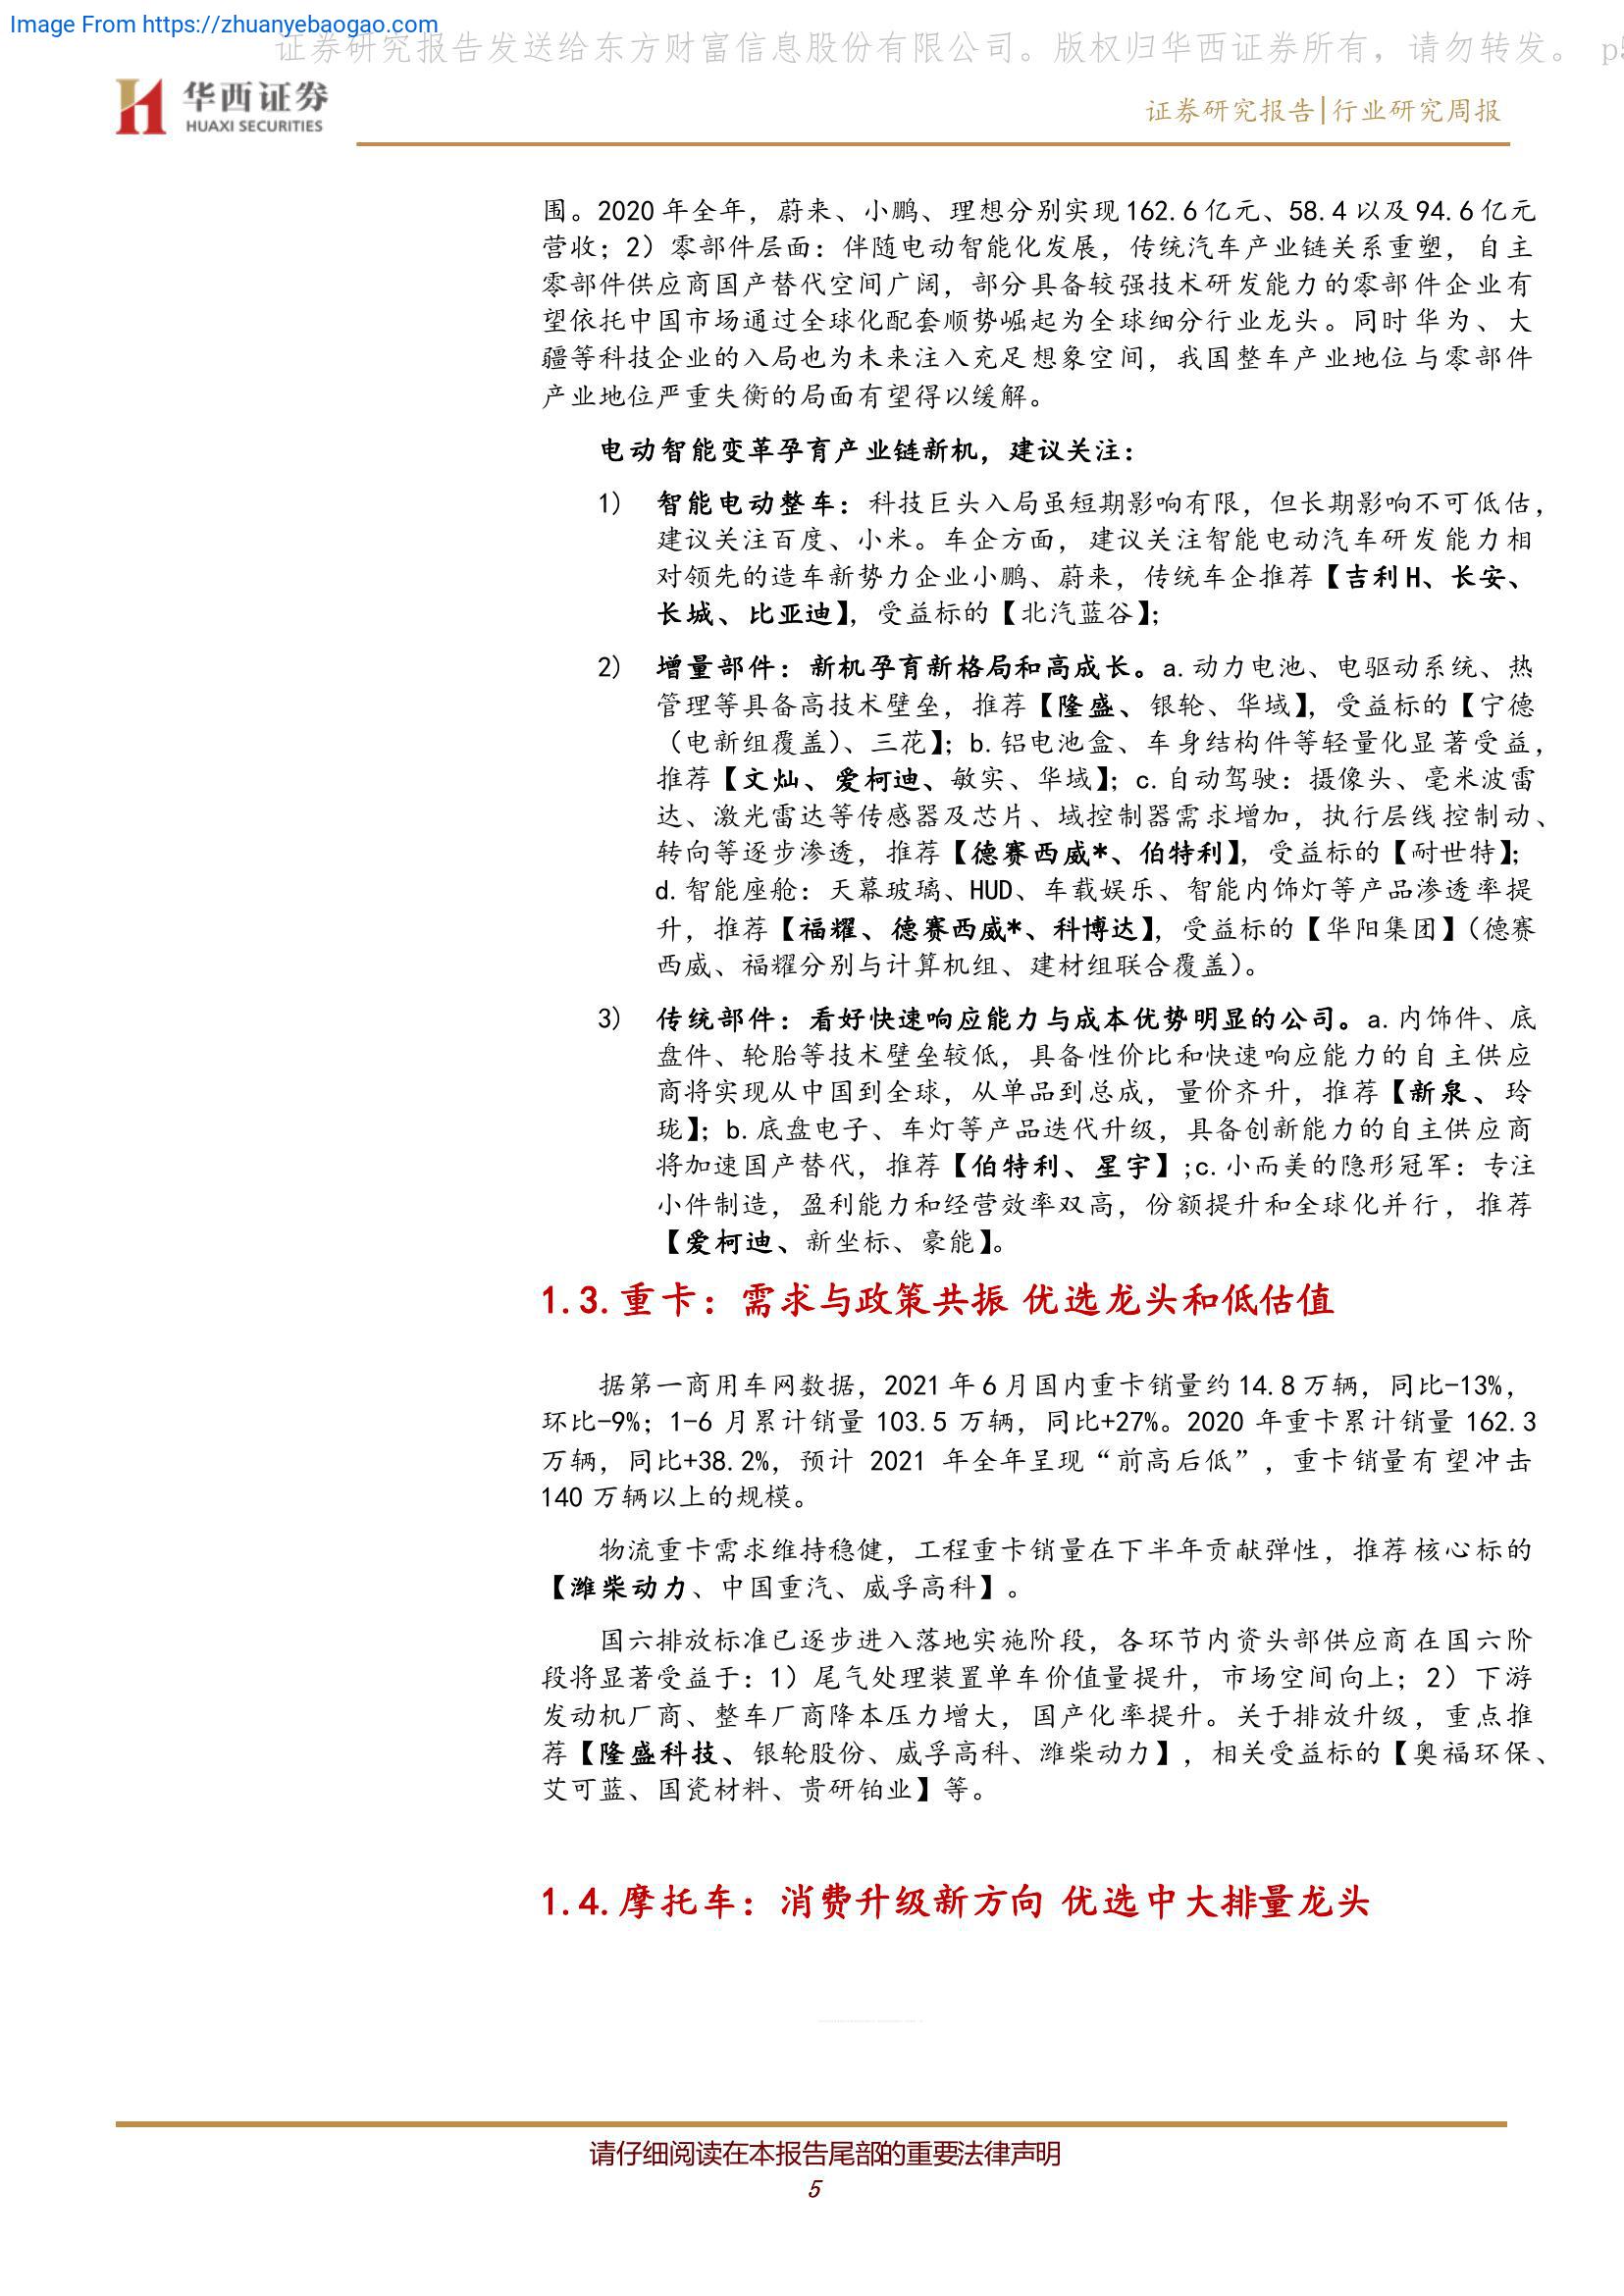 Image From https://zhuanyebaogao.com
证券研究报告发送给东方财富信息股份有限公司。版权归华西证券所有，请勿转发。 p5
华西证券
HUAXI SECURITIES
证券研究报告|行业研究周报
围。2020 年全年，蔚来、小鹏、理想分别实现 162.6 亿元、58.4 以及 94.6 亿元
营收；2）零部件层面：伴随电动智能化发展，传统汽车产业链关系重塑，自主
零部件供应商国产替代空间广阔，部分具备较强技术研发能力的零部件企业有
望依托中国市场通过全球化配套顺势崛起为全球细分行业龙头。同时华为、大
疆等科技企业的入局也为未来注入充足想象空间，我国整车产业地位与零部件
产业地位严重失衡的局面有望得以缓解。
电动智能变革孕育产业链新机，建议关注：
1) 智能电动整车：科技巨头入局虽短期影响有限，但长期影响不可低估，
建议关注百度、小米。车企方面，建议关注智能电动汽车研发能力相
对领先的造车新势力企业小鹏、蔚来，传统车企推荐【吉利 H、长安、
长城、比亚迪】，受益标的【北汽蓝谷】；
2) 增量部件：新机孕育新格局和高成长。a.动力电池、电驱动系统、热
管理等具备高技术壁垒，推荐【隆盛、银轮、华域】，受益标的【宁德
（电新组覆盖）、三花】；b.铝电池盒、车身结构件等轻量化显著受益，
推荐【文灿、爱柯迪、敏实、华域】；c.自动驾驶：摄像头、毫米波雷
达、激光雷达等传感器及芯片、域控制器需求增加，执行层线控制动、
转向等逐步渗透，推荐【德赛西威*、伯特利】，受益标的【耐世特】；
d.智能座舱：天幕玻璃、HUD、车载娱乐、智能内饰灯等产品渗透率提
升，推荐【福耀、德赛西威*、科博达】，受益标的【华阳集团】（德赛
西威、福耀分别与计算机组、建材组联合覆盖）。
3) 传统部件：看好快速响应能力与成本优势明显的公司。a.内饰件、底
盘件、轮胎等技术壁垒较低，具备性价比和快速响应能力的自主供应
商将实现从中国到全球，从单品到总成，量价齐升，推荐【新泉、玲
珑】；b.底盘电子、车灯等产品迭代升级，具备创新能力的自主供应商
将加速国产替代，推荐【伯特利、星宇】;c.小而美的隐形冠军：专注
小件制造，盈利能力和经营效率双高，份额提升和全球化并行，推荐
【爱柯迪、新坐标、豪能】。
1.3.重卡：需求与政策共振 优选龙头和低估值
据第一商用车网数据，2021 年 6 月国内重卡销量约 14.8 万辆，同比-13%，
环比-9%；1-6 月累计销量 103.5 万辆，同比+27%。2020 年重卡累计销量 162.3
万辆，同比+38.2%，预计 2021 年全年呈现“前高后低”，重卡销量有望冲击
140 万辆以上的规模。
物流重卡需求维持稳健，工程重卡销量在下半年贡献弹性，推荐核心标的
【潍柴动力、中国重汽、威孚高科】。
国六排放标准已逐步进入落地实施阶段，各环节内资头部供应商在国六阶
段将显著受益于：1）尾气处理装置单车价值量提升，市场空间向上；2）下游
发动机厂商、整车厂商降本压力增大，国产化率提升。关于排放升级，重点推
荐【隆盛科技、银轮股份、威孚高科、潍柴动力】，相关受益标的【奥福环保、
艾可蓝、国瓷材料、贵研铂业】等。
1.4.摩托车：消费升级新方向 优选中大排量龙头
请仔细阅读在本报告尾部的重要法律声明
5